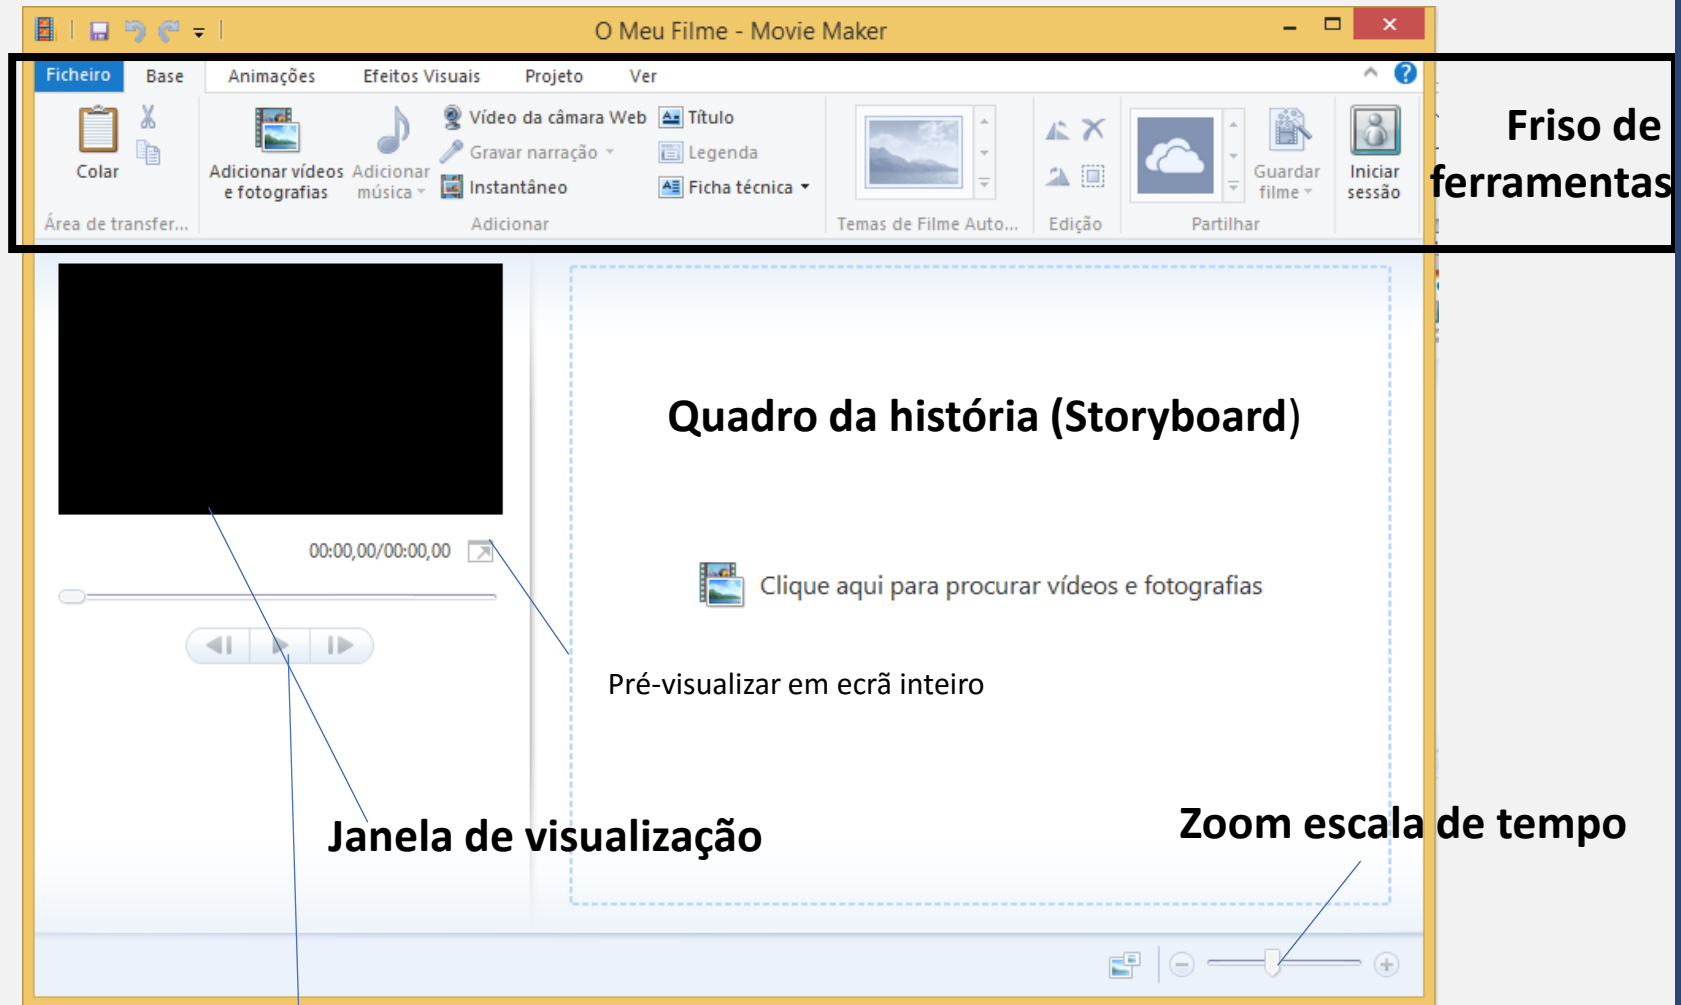 O Meu Filme - Movie Maker
Ficheiro Base Animações Efeitos Visuais Projeto Ver
Colar
Área de transfer...
Adicionar vídeos
e fotografias
Adicionar
música
Vídeo da câmara Web
Gravar narração
Instantâneo
Título
Legenda
Ficha técnica
Adicionar
Temas de Filme Auto...
Edição
Guardar
filme
Partilhar
Iniciar
sessão
Friso de
ferramentas
00:00,00/00:00,00
Quadro da história (Storyboard)
Clique aqui para procurar vídeos e fotografias
Pré-visualizar em ecrã inteiro
Janela de visualização
Zoom escala de tempo